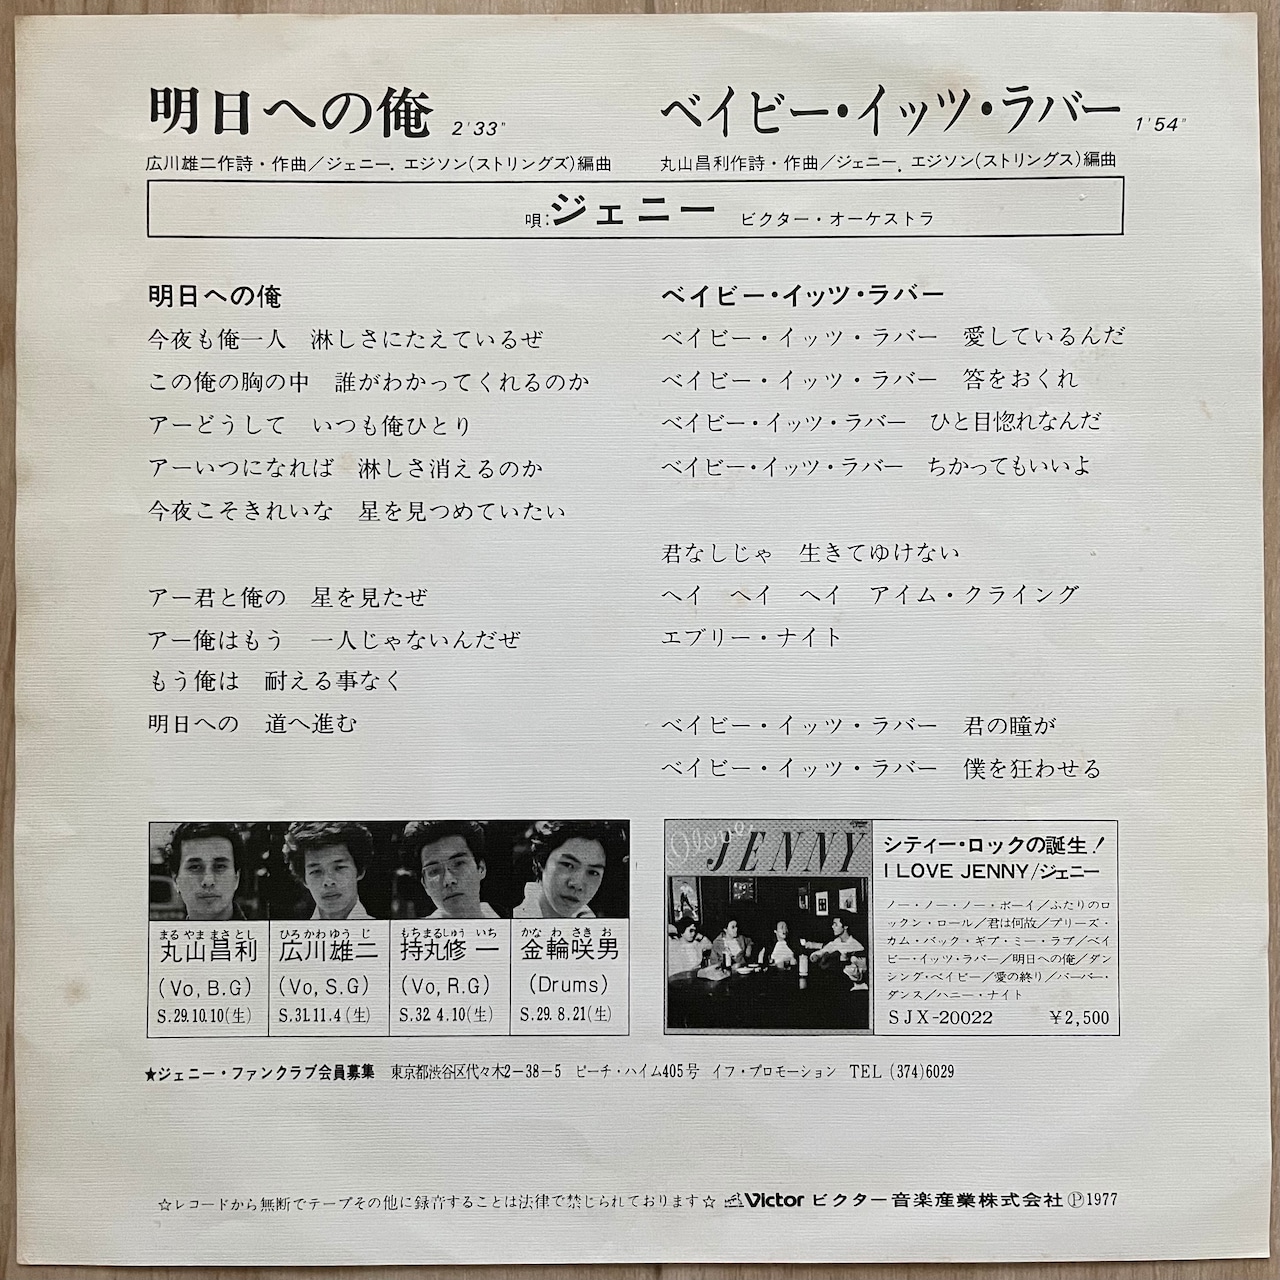 明日への俺 2'33"
広川雄二作詩・作曲／ジェニー．エジソン(ストリングズ)編曲
ベイビー・イッツ・ラバー 1'54"
丸山昌利作詩・作曲／ジェニー．エジソン(ストリングス)編曲
唄:ジェニー ビクター・オーケストラ
明日への俺
今夜も俺一人 淋しさにたえているぜ
この俺の胸の中 誰がわかってくれるのか
アーどうして いつも俺ひとり
アーいつになれば 淋しさ消えるのか
今夜こそきれいな 星を見つめていたい
アー君と俺の 星を見たぜ
アー俺はもう 一人じゃないんだぜ
もう俺は 耐える事なく
明日への 道へ進む
ベイビー・イッツ・ラバー
ベイビー・イッツ・ラバー 愛しているんだ
ベイビー・イッツ・ラバー 答をおくれ
ベイビー・イッツ・ラバー ひと目惚れなんだ
ベイビー・イッツ・ラバー ちかってもいいよ
君なしじゃ 生きてゆけない
ヘイ ヘイ ヘイ アイム・クライング
エブリー・ナイト
ベイビー・イッツ・ラバー 君の瞳が
ベイビー・イッツ・ラバー 僕を狂わせる
まるやままさとし
丸山昌利
(Vo, B.G)
S.29.10.10(生)
ひろかわゆうじ
広川雄二
(Vo, S.G)
S.31.11.4(生)
もちまるしゅういち
持丸修一
(Vo, R.G)
S.32.4.10(生)
かなわさきお
金輪咲男
(Drums)
S.29.8.21(生)
I love
JENNY
シティー・ロックの誕生！
I LOVE JENNY/ジェニー
ノー・ノー・ノー・ボーイ／ふたりのロ
ックン・ロール／君は何故／プリーズ・
カム・バック・ギブ・ミー・ラブ／ベイ
ビー・イッツ・ラバー／明日への俺／ダン
シング・ベイビー／愛の終り／バーバー・
ダンス／ハニー・ナイト
SJX-20022 ¥2,500
★ジェニー・ファンクラブ会員募集 東京都渋谷区代々木2-38-5 ピーチ・ハイム405号 イフ・プロモーション TEL (374)6029
☆レコードから無断でテープその他に録音することは法律で禁じられております☆ Victor ビクター音楽産業株式会社 Ⓟ1977